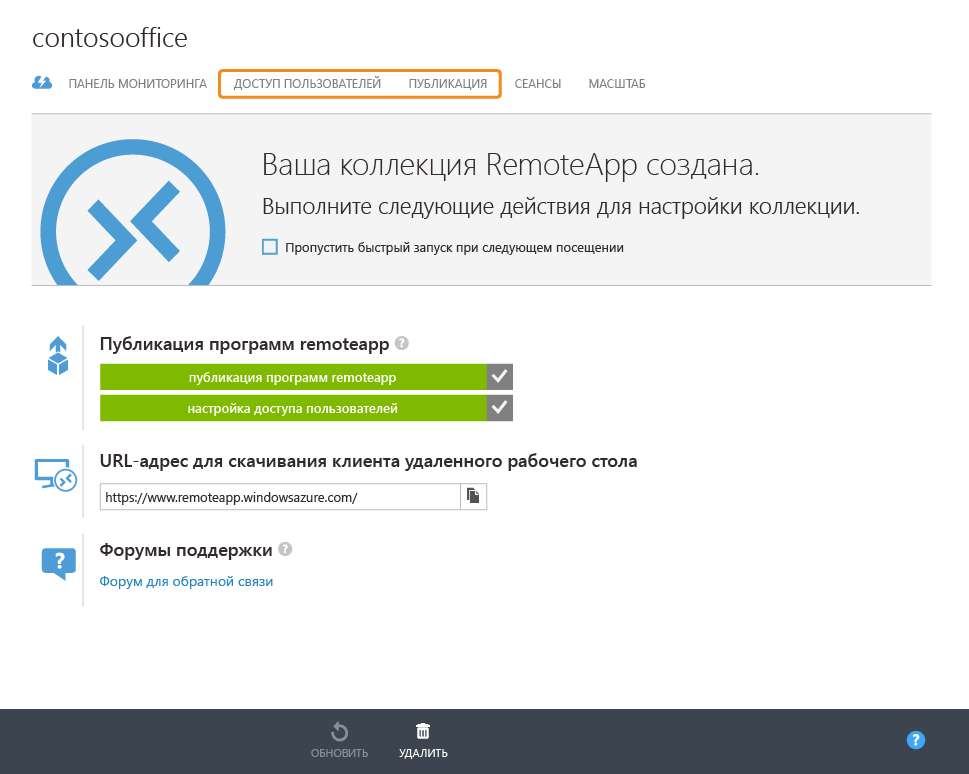 contosooffice
ПАНЕЛЬ МОНИТОРИНГА ДОСТУП ПОЛЬЗОВАТЕЛЕЙ ПУБЛИКАЦИЯ СЕАНСЫ МАСШТАБ
Ваша коллекция RemoteApp создана.
Выполните следующие действия для настройки коллекции.
Пропустить быстрый запуск при следующем посещении
Публикация программ remoteapp ?
публикация программ remoteapp
настройка доступа пользователей
URL-адрес для скачивания клиента удаленного рабочего стола
https://www.remoteapp.windowsazure.com/
Форумы поддержки ?
?
Форум для обратной связи
ОБНОВИТЬ УДАЛИТЬ ?